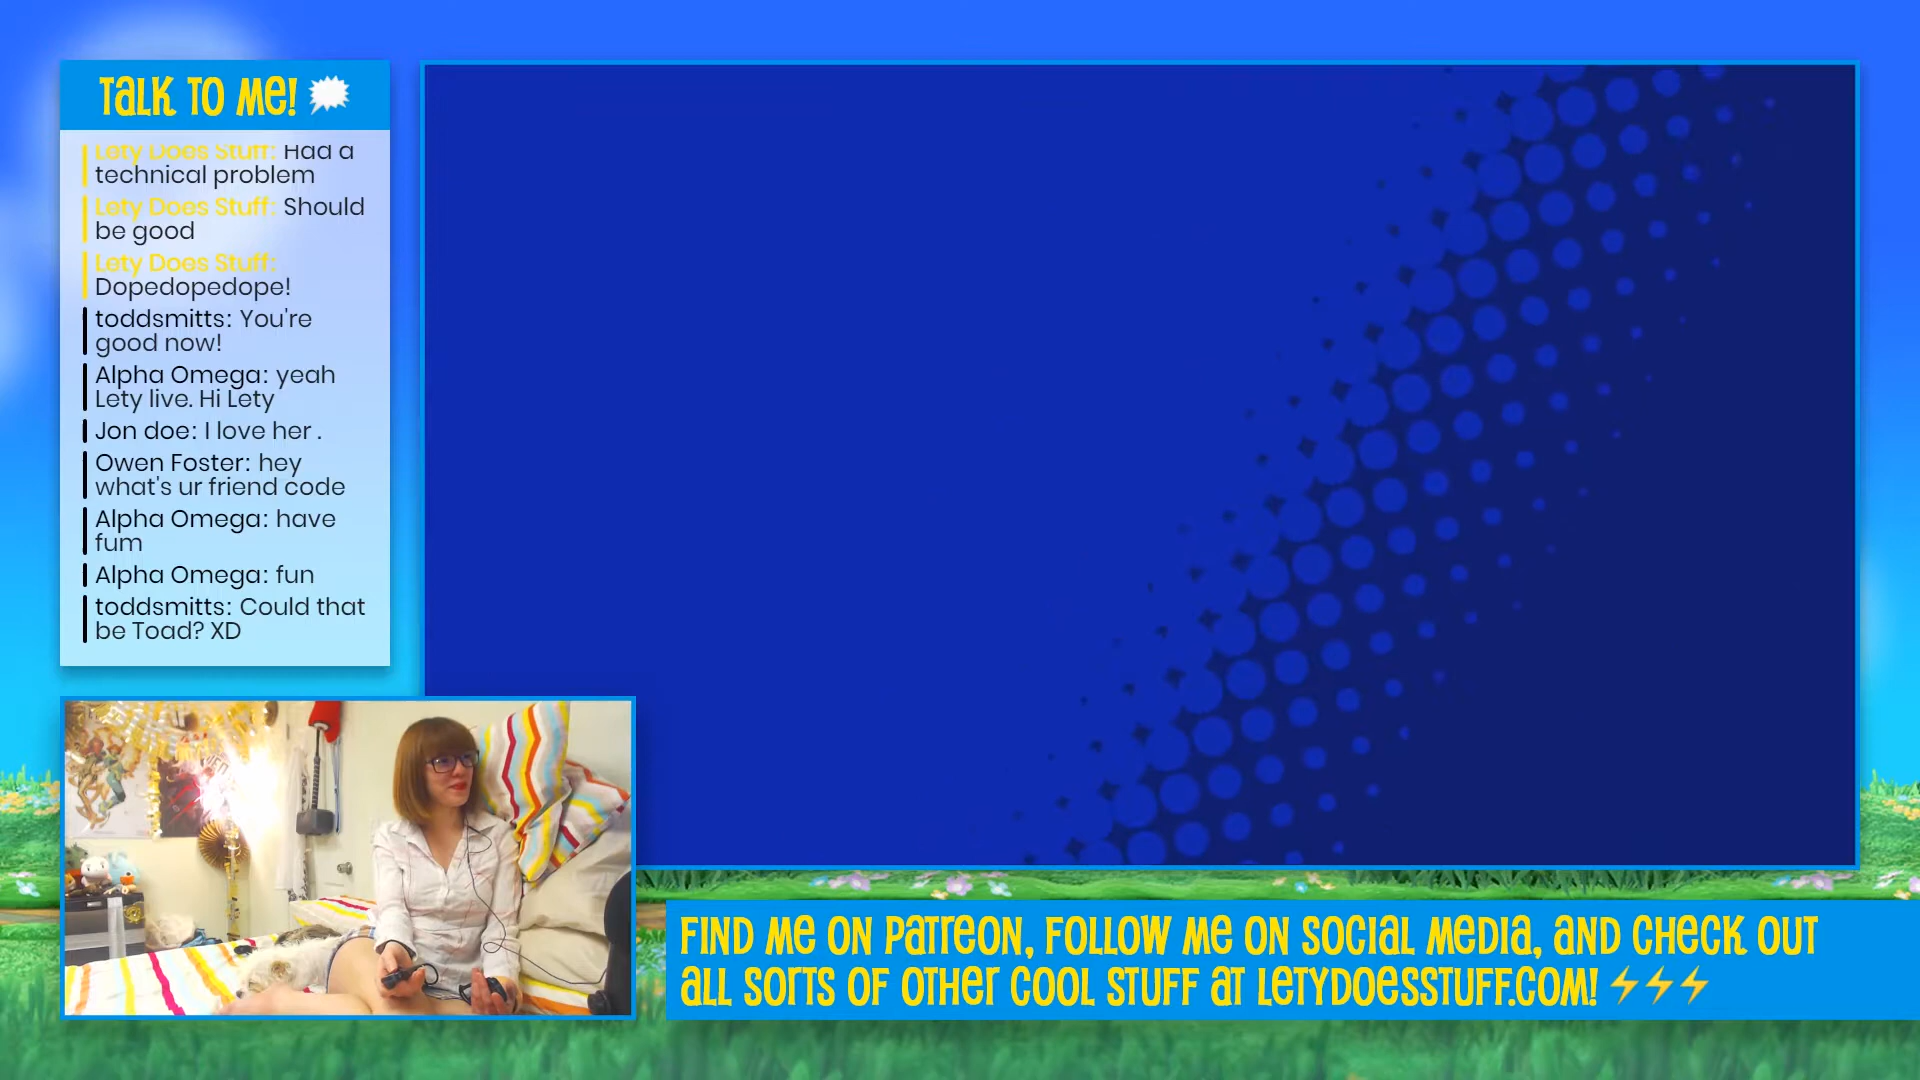 Talk to me!
Lety Does Stuff: Had a
technical problem
Lety Does Stuff: Should
be good
Lety Does Stuff:
Dopedopedope!
toddsmitts: You're
good now!
Alpha Omega: yeah
Lety live. Hi Lety
Jon doe: I love her .
Owen Foster: hey
what's ur friend code
Alpha Omega: have
fum
Alpha Omega: fun
toddsmitts: Could that
be Toad? XD
Find me on Patreon, follow me on social media, and check out
all sorts of other cool stuff at letydoesstuff.com! ⚡⚡⚡